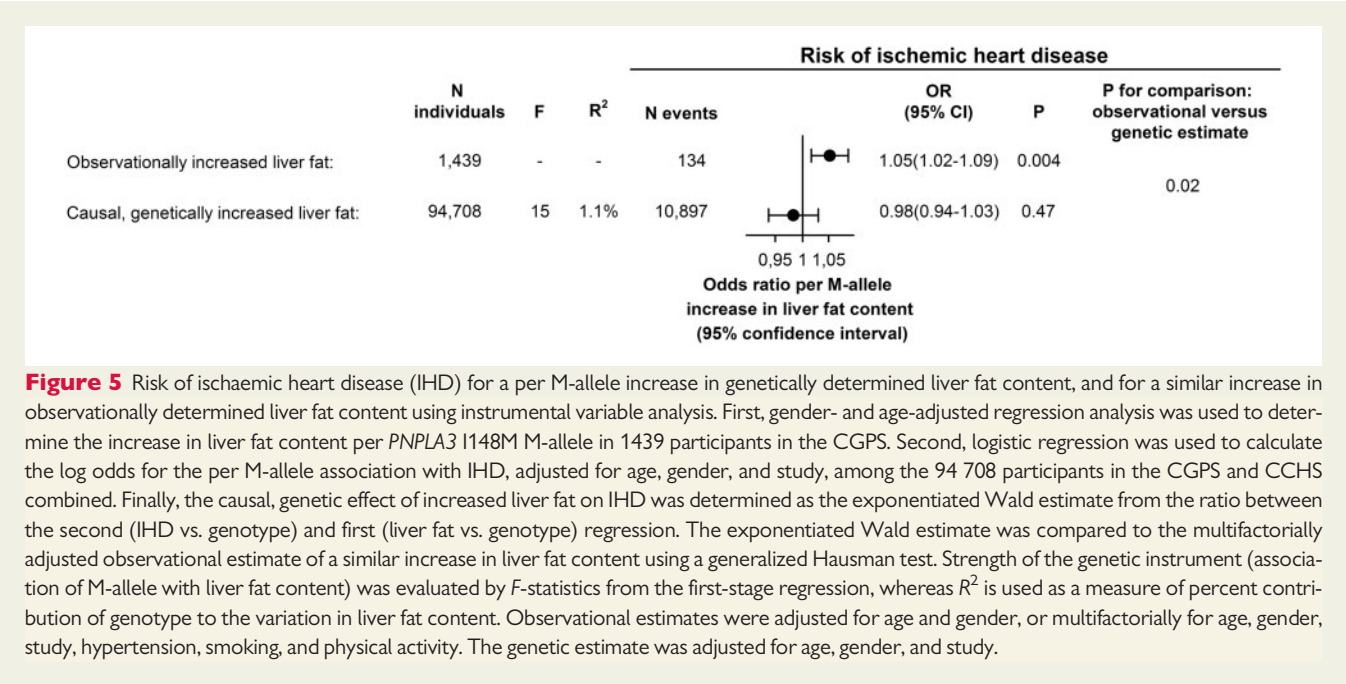 Risk of ischemic heart disease
N individuals F R² N events OR (95% CI) P P for comparison: observational versus genetic estimate
Observationally increased liver fat: 1,439 - - 134 1.05(1.02-1.09) 0.004
0.02
Causal, genetically increased liver fat: 94,708 15 1.1% 10,897 0.98(0.94-1.03) 0.47
0,95 1 1,05
Odds ratio per M-allele
increase in liver fat content
(95% confidence interval)
Figure 5 Risk of ischaemic heart disease (IHD) for a per M-allele increase in genetically determined liver fat content, and for a similar increase in
observationally determined liver fat content using instrumental variable analysis. First, gender- and age-adjusted regression analysis was used to deter-
mine the increase in liver fat content per PNPLA3 I148M M-allele in 1439 participants in the CGPS. Second, logistic regression was used to calculate
the log odds for the per M-allele association with IHD, adjusted for age, gender, and study, among the 94 708 participants in the CGPS and CCHS
combined. Finally, the causal, genetic effect of increased liver fat on IHD was determined as the exponentiated Wald estimate from the ratio between
the second (IHD vs. genotype) and first (liver fat vs. genotype) regression. The exponentiated Wald estimate was compared to the multifactorially
adjusted observational estimate of a similar increase in liver fat content using a generalized Hausman test. Strength of the genetic instrument (associa-
tion of M-allele with liver fat content) was evaluated by F-statistics from the first-stage regression, whereas R² is used as a measure of percent contri-
bution of genotype to the variation in liver fat content. Observational estimates were adjusted for age and gender, or multifactorially for age, gender,
study, hypertension, smoking, and physical activity. The genetic estimate was adjusted for age, gender, and study.